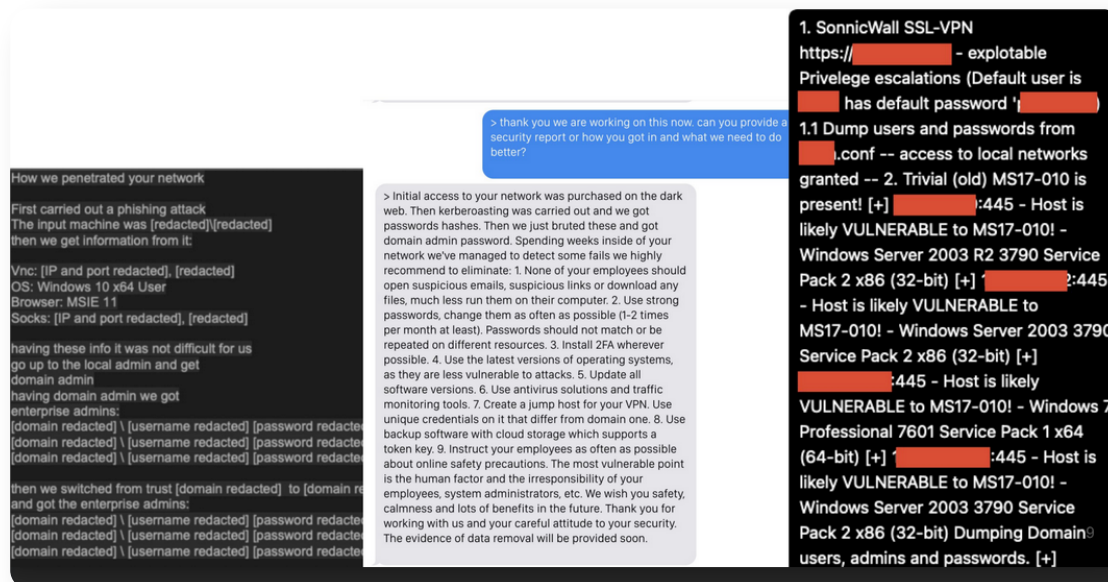 How we penetrated your network
First carried out a phishing attack
The input machine was [redacted]\[redacted]
then we get information from it:
Vnc: [IP and port redacted], [redacted]
OS: Windows 10 x64 User
Browser: MSIE 11
Socks: [IP and port redacted], [redacted]
having these info it was not difficult for us
go up to the local admin and get
domain admin
having domain admin we got
enterprise admins:
[domain redacted] \ [username redacted] [password redacte
[domain redacted] \ [username redacted] [password redacte
[domain redacted] \ [username redacted] [password redacte
then we switched from trust [domain redacted] to [domain re
and got the enterprise admins:
[domain redacted] \ [username redacted] [password redacte
[domain redacted] \ [username redacted] [password redacte
[domain redacted] \ [username redacted] [password redacte
> thank you we are working on this now. can you provide a
security report or how you got in and what we need to do
better?
> Initial access to your network was purchased on the dark
web. Then kerberoasting was carried out and we got
passwords hashes. Then we just bruted these and got
domain admin password. Spending weeks inside of your
network we've managed to detect some fails we highly
recommend to eliminate: 1. None of your employees should
open suspicious emails, suspicious links or download any
files, much less run them on their computer. 2. Use strong
passwords, change them as often as possible (1-2 times
per month at least). Passwords should not match or be
repeated on different resources. 3. Install 2FA wherever
possible. 4. Use the latest versions of operating systems,
as they are less vulnerable to attacks. 5. Update all
software versions. 6. Use antivirus solutions and traffic
monitoring tools. 7. Create a jump host for your VPN. Use
unique credentials on it that differ from domain one. 8. Use
backup software with cloud storage which supports a
token key. 9. Instruct your employees as often as possible
about online safety precautions. The most vulnerable point
is the human factor and the irresponsibility of your
employees, system administrators, etc. We wish you safety,
calmness and lots of benefits in the future. Thank you for
working with us and your careful attitude to your security.
The evidence of data removal will be provided soon.
1. SonnicWall SSL-VPN
https:// - explotable
Privelege escalations (Default user is
has default password ' )
1.1 Dump users and passwords from
.conf -- access to local networks
granted -- 2. Trivial (old) MS17-010 is
present! [+] :445 - Host is
likely VULNERABLE to MS17-010! -
Windows Server 2003 R2 3790 Service
Pack 2 x86 (32-bit) [+] :445
- Host is likely VULNERABLE to
MS17-010! - Windows Server 2003 3790
Service Pack 2 x86 (32-bit) [+]
:445 - Host is likely
VULNERABLE to MS17-010! - Windows 7
Professional 7601 Service Pack 1 x64
(64-bit) [+] :445 - Host is
likely VULNERABLE to MS17-010! -
Windows Server 2003 3790 Service
Pack 2 x86 (32-bit) Dumping Domain
users, admins and passwords. [+]
9